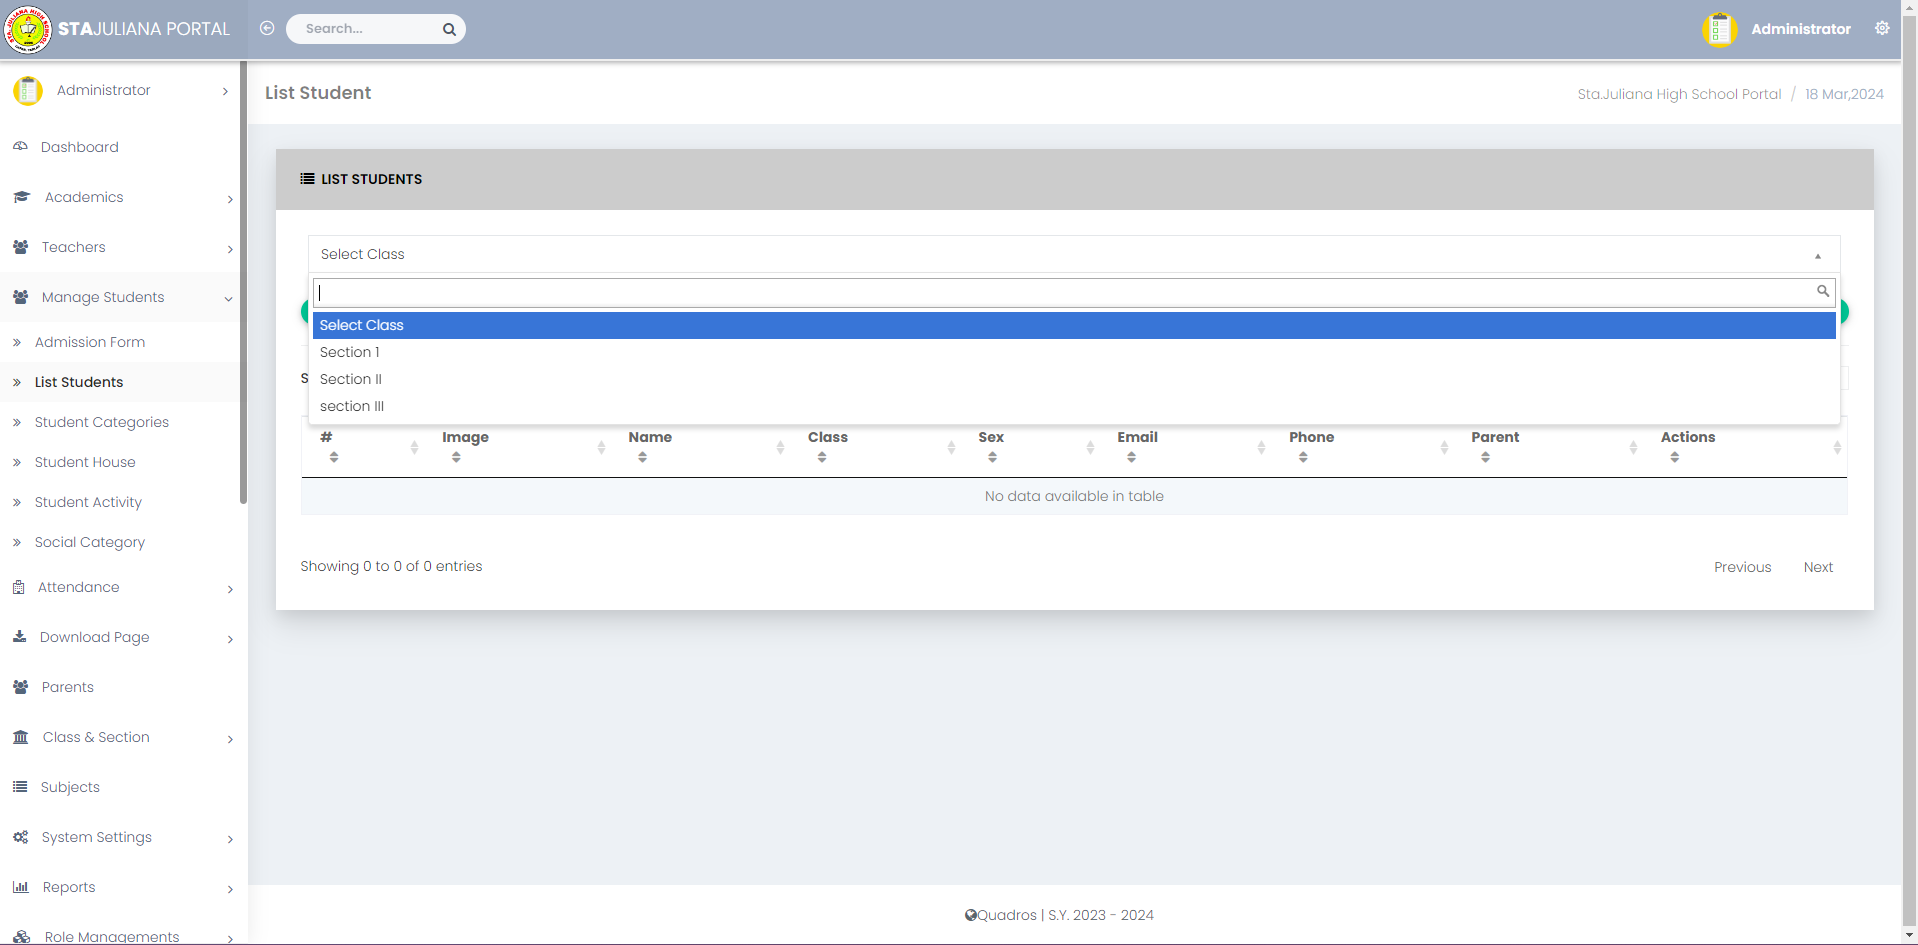 STAJULIANA PORTAL
Search...
Administrator
Administrator
Dashboard
Academics
Teachers
Manage Students
Admission Form
List Students
Student Categories
Student House
Student Activity
Social Category
Attendance
Download Page
Parents
Class & Section
Subjects
System Settings
Reports
Role Managements
List Student
Sta.Juliana High School Portal / 18 Mar,2024
LIST STUDENTS
Select Class
Select Class
Section 1
Section II
section III
S
# Image Name Class Sex Email Phone Parent Actions
No data available in table
Showing 0 to 0 of 0 entries
Previous Next
Quadros | S.Y. 2023 - 2024